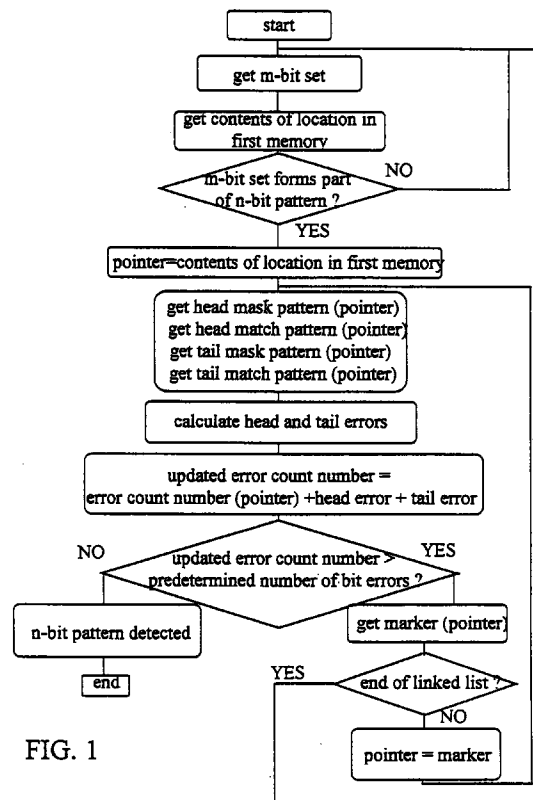 start
get m-bit set
get contents of location in
first memory
m-bit set forms part
of n-bit pattern ?
NO
YES
pointer=contents of location in first memory
get head mask pattern (pointer)
get head match pattern (pointer)
get tail mask pattern (pointer)
get tail match pattern (pointer)
calculate head and tail errors
updated error count number =
error count number (pointer) +head error + tail error
NO
updated error count number >
predetermined number of bit errors ?
YES
n-bit pattern detected
get marker (pointer)
end
YES
end of linked list ?
NO
pointer = marker
FIG. 1